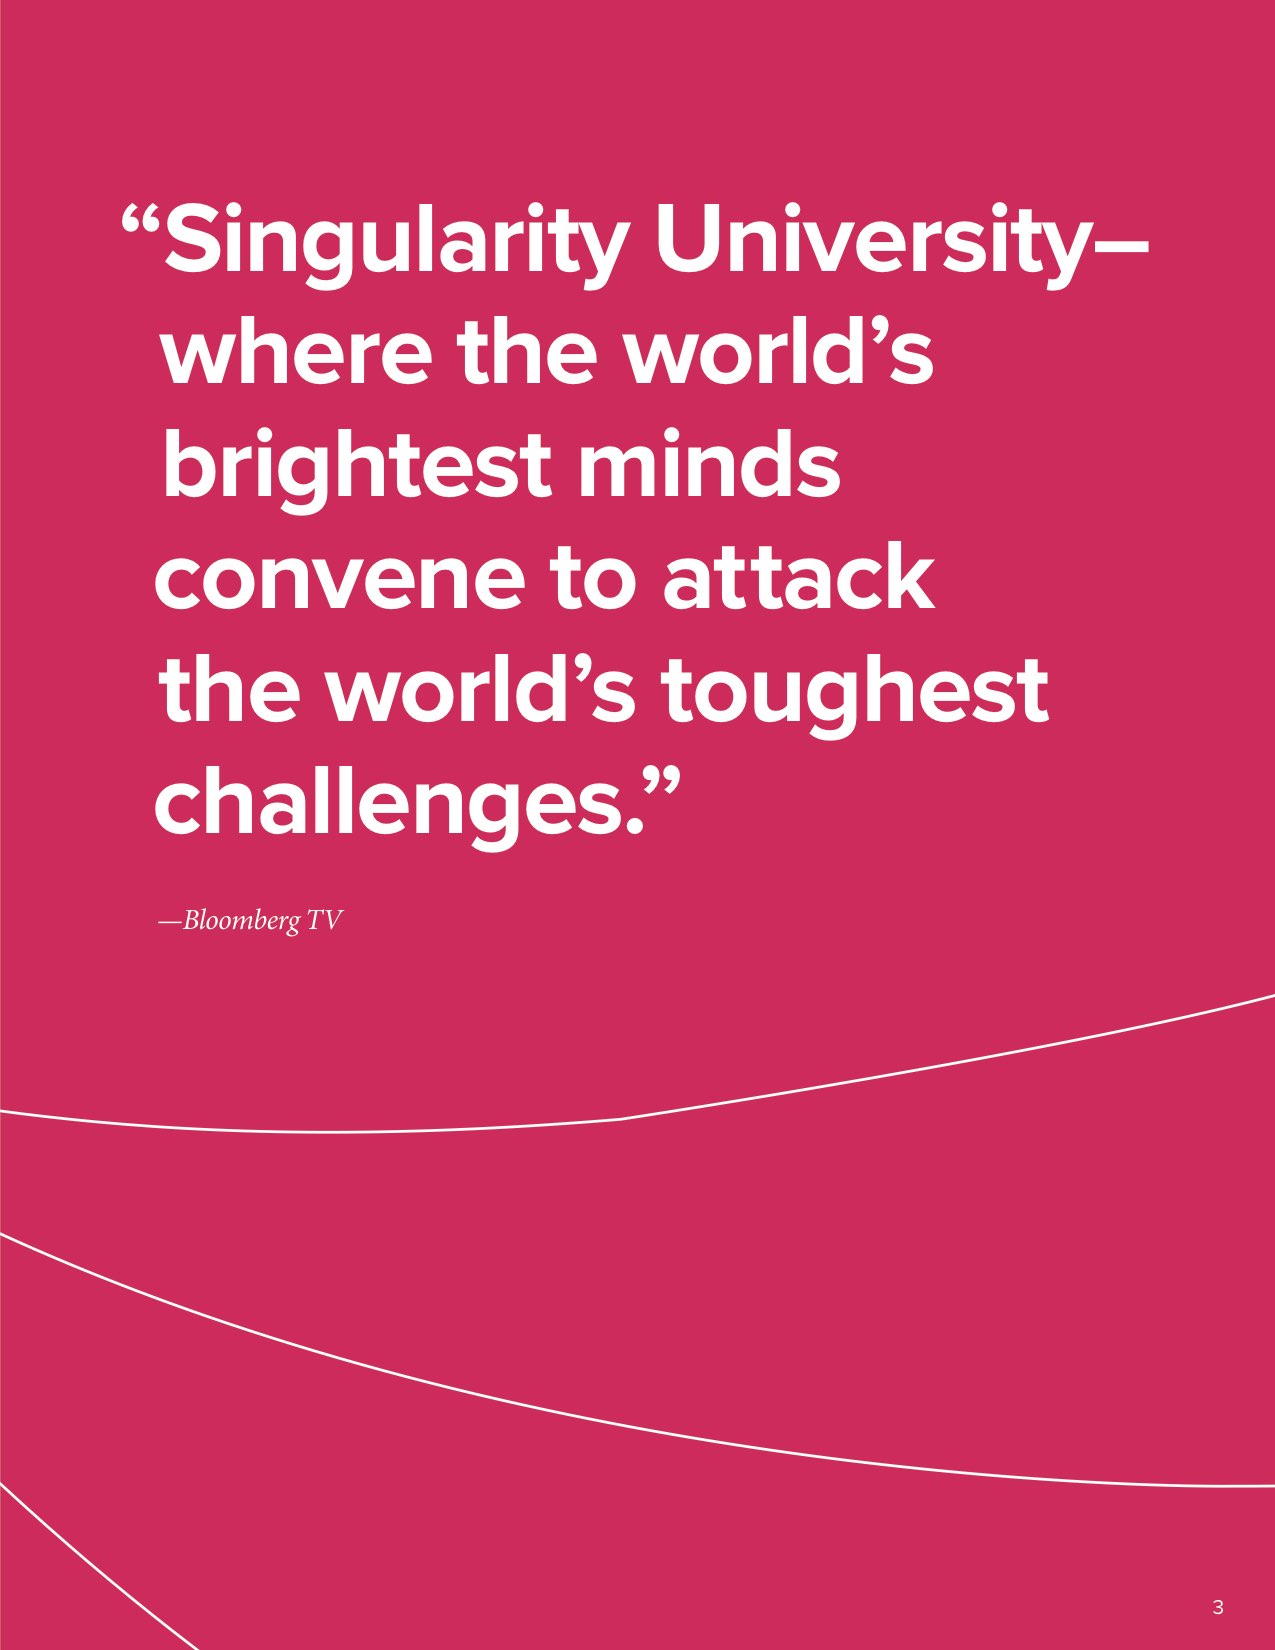 “Singularity University–
where the world’s
brightest minds
convene to attack
the world’s toughest
challenges.”
—Bloomberg TV
3